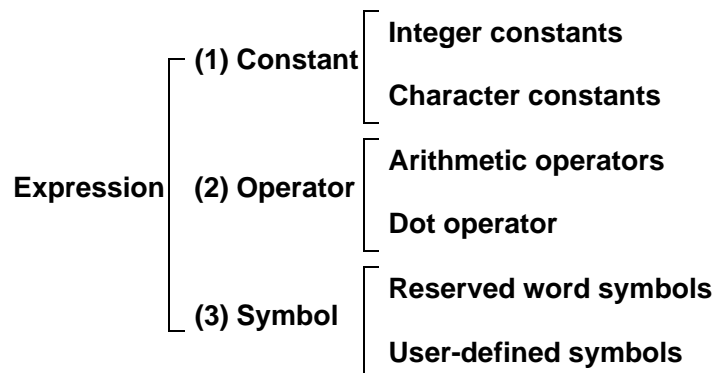 Expression
(1) Constant
Integer constants
Character constants
(2) Operator
Arithmetic operators
Dot operator
(3) Symbol
Reserved word symbols
User-defined symbols